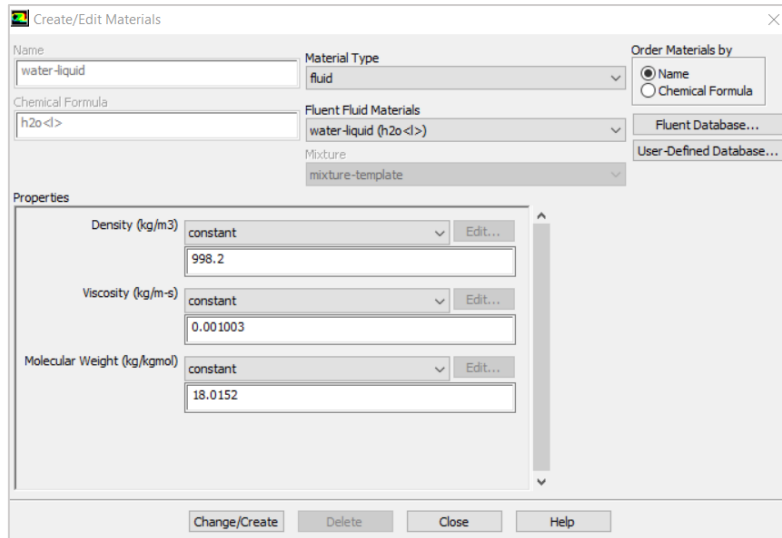 Create/Edit Materials
Name
water-liquid
Chemical Formula
h2o<l>
Material Type
fluid
Fluent Fluid Materials
water-liquid (h2o<l>)
Mixture
mixture-template
Order Materials by
Name
Chemical Formula
Fluent Database...
User-Defined Database...
Properties
Density (kg/m3) constant Edit...
998.2
Viscosity (kg/m-s) constant Edit...
0.001003
Molecular Weight (kg/kgmol) constant Edit...
18.0152
Change/Create Delete Close Help